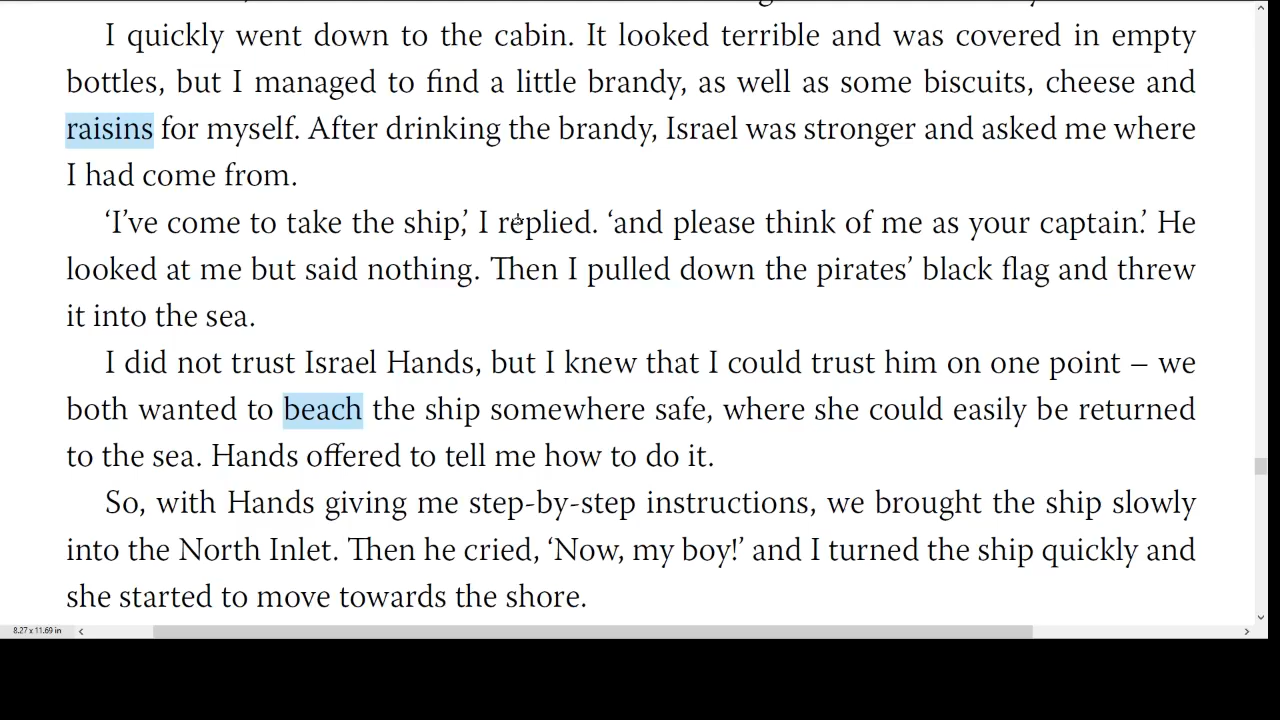 I quickly went down to the cabin. It looked terrible and was covered in empty
bottles, but I managed to find a little brandy, as well as some biscuits, cheese and
raisins for myself. After drinking the brandy, Israel was stronger and asked me where
I had come from.
‘I’ve come to take the ship,’ I replied. ‘and please think of me as your captain.’ He
looked at me but said nothing. Then I pulled down the pirates’ black flag and threw
it into the sea.
I did not trust Israel Hands, but I knew that I could trust him on one point – we
both wanted to beach the ship somewhere safe, where she could easily be returned
to the sea. Hands offered to tell me how to do it.
So, with Hands giving me step-by-step instructions, we brought the ship slowly
into the North Inlet. Then he cried, ‘Now, my boy!’ and I turned the ship quickly and
she started to move towards the shore.
8.27 x 11.69 in